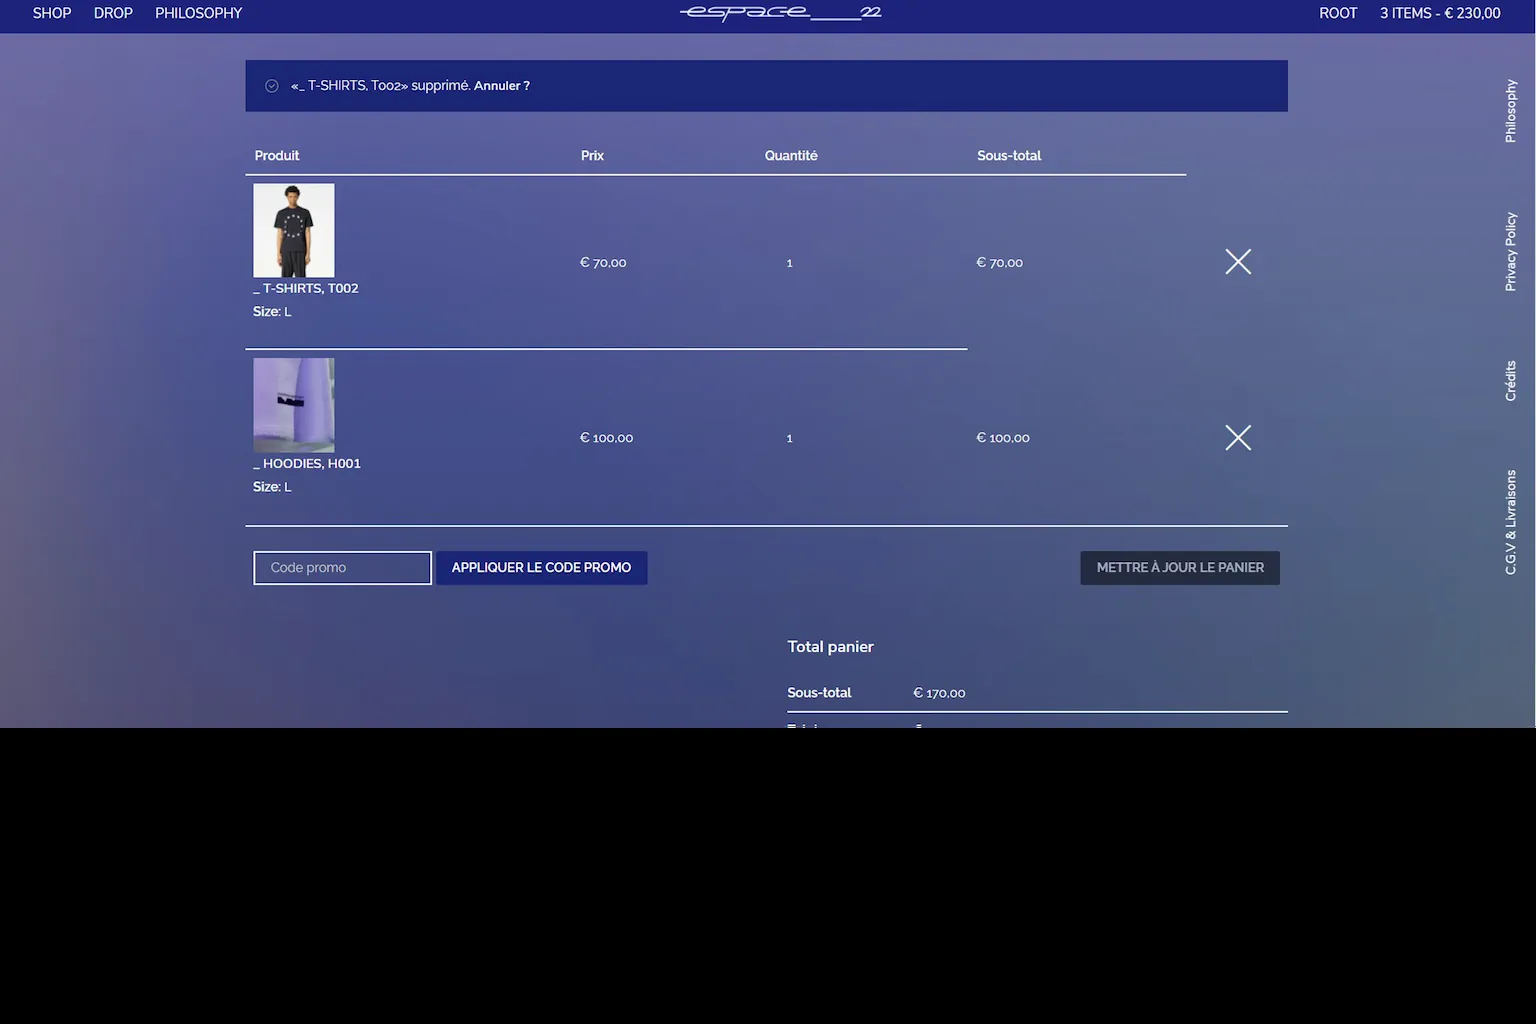 SHOP DROP PHILOSOPHY espace___22 ROOT 3 ITEMS - € 230,00
«_ T-SHIRTS, T002» supprimé. Annuler ?
Produit Prix Quantité Sous-total
€ 70,00 1 € 70,00
_ T-SHIRTS, T002
Size: L
€ 100,00 1 € 100,00
_ HOODIES, H001
Size: L
Code promo APPLIQUER LE CODE PROMO METTRE À JOUR LE PANIER
Total panier
Sous-total € 170,00
Philosophy
Privacy Policy
Crédits
C.G.V & Livraisons